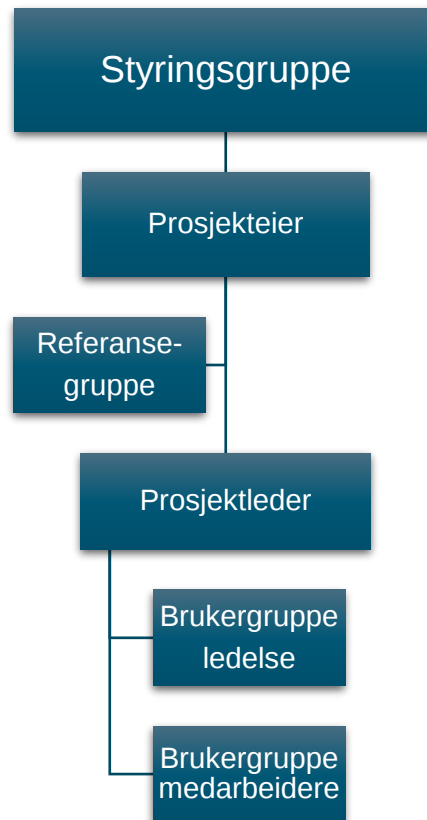 Styringsgruppe
Prosjekteier
Referanse-
gruppe
Prosjektleder
Brukergruppe
ledelse
Brukergruppe
medarbeidere